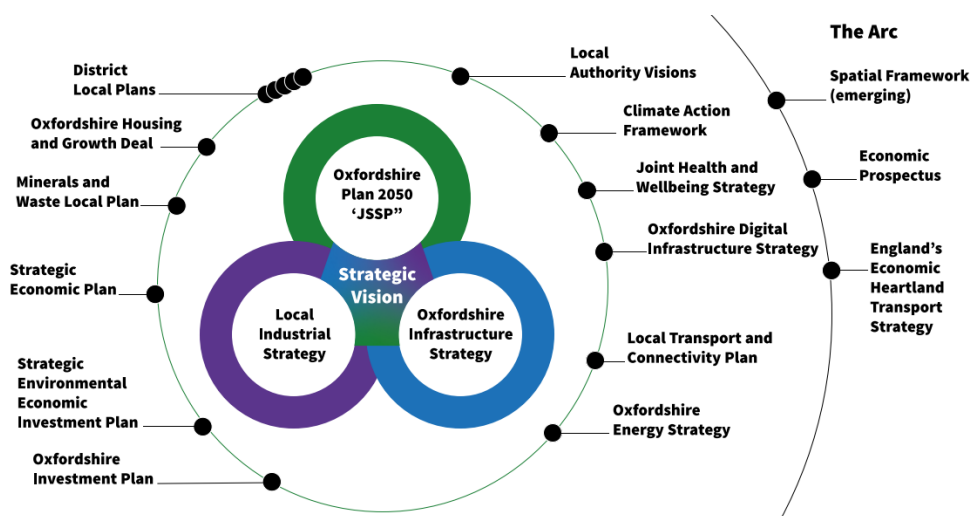 The Arc
District
Local Plans
Oxfordshire Housing
and Growth Deal
Minerals and
Waste Local Plan
Strategic
Economic Plan
Strategic
Environmental
Economic
Investment Plan
Oxfordshire
Investment Plan
Oxfordshire
Plan 2050
‘JSSP”
Strategic
Vision
Local
Industrial
Strategy
Oxfordshire
Infrastructure
Strategy
Local
Authority Visions
Climate Action
Framework
Joint Health and
Wellbeing Strategy
Oxfordshire Digital
Infrastructure Strategy
Local Transport and
Connectivity Plan
Oxfordshire
Energy Strategy
Spatial Framework
(emerging)
Economic
Prospectus
England’s
Economic
Heartland
Transport
Strategy